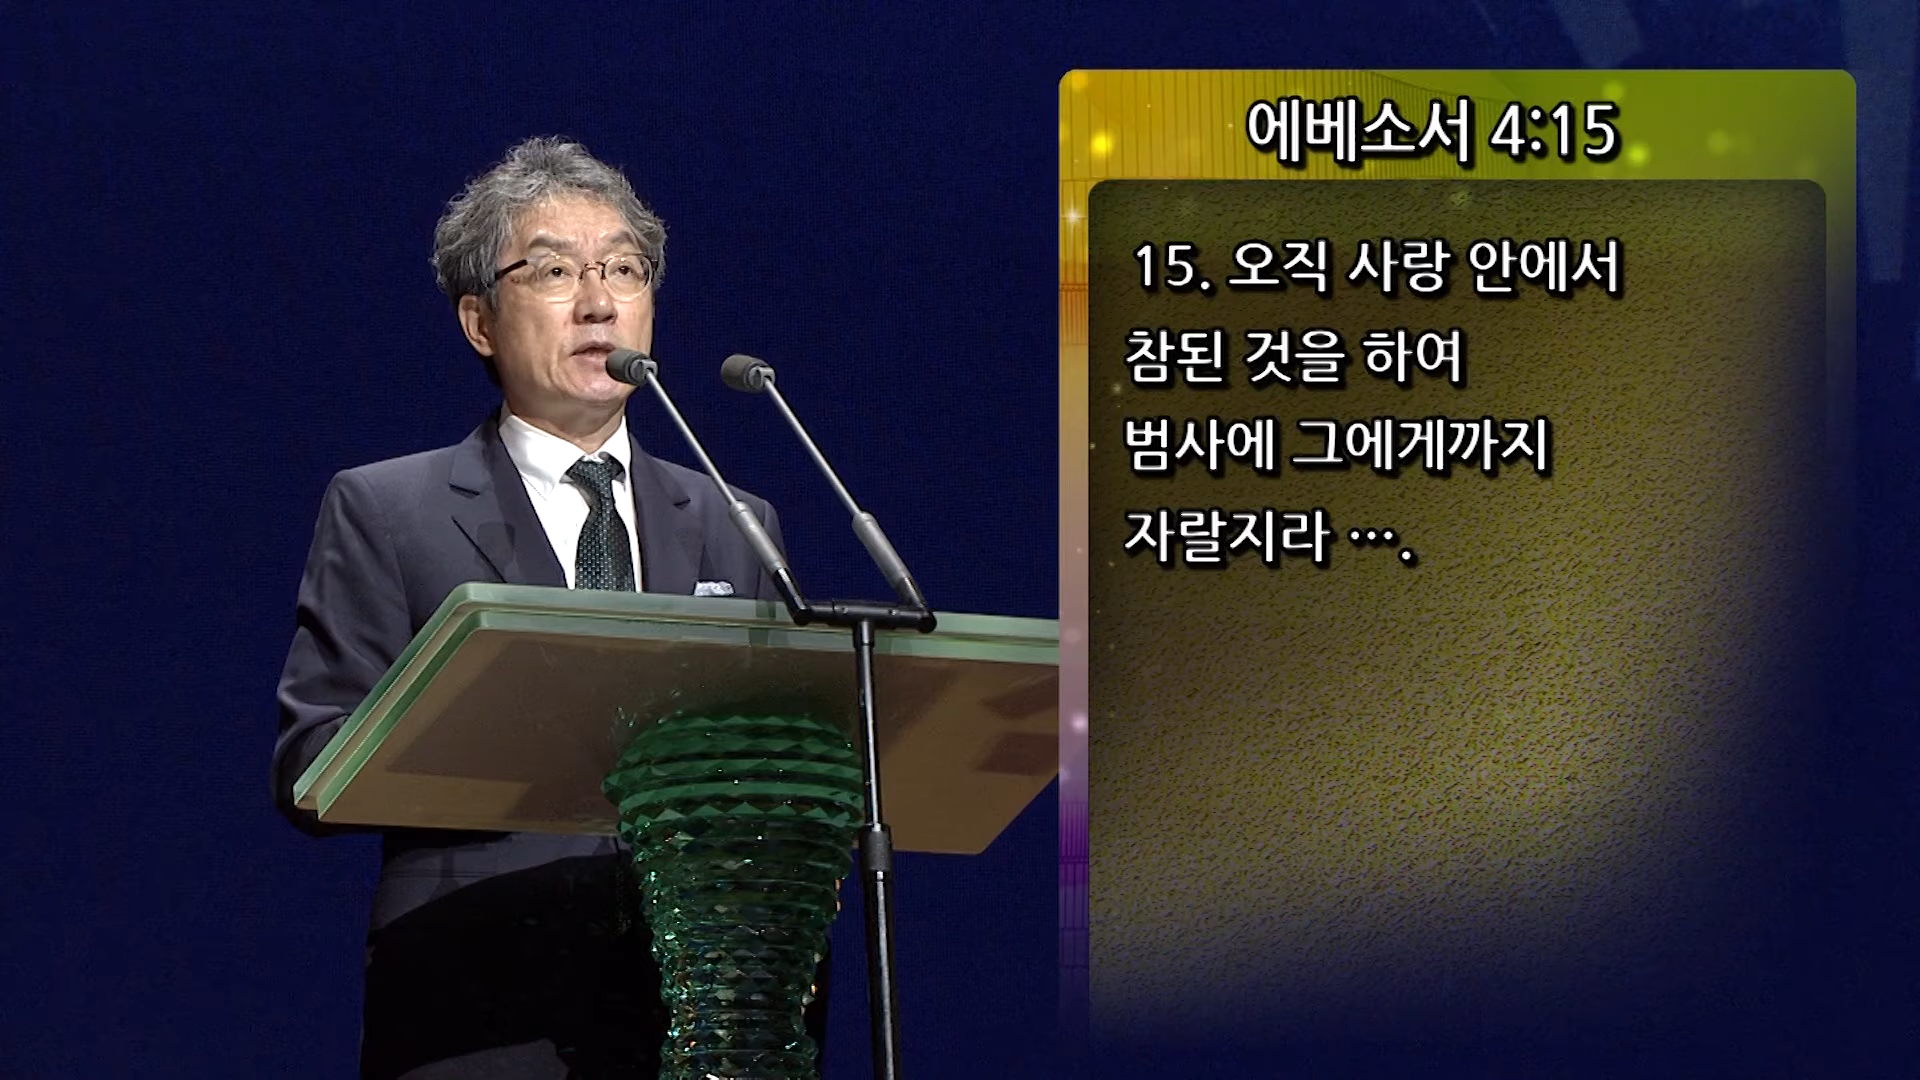 에베소서 4:15
15. 오직 사랑 안에서
참된 것을 하여
범사에 그에게까지
자랄지라 ….